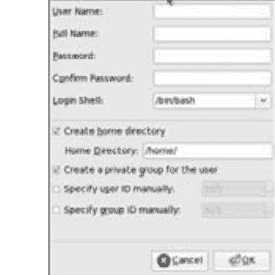 User Name:
Full Name:
Password:
Confirm Password:
Login Shell: /bin/bash
Create home directory
Home Directory: /home/
Create a private group for the user
Specify user ID manually:
Specify group ID manually:
Cancel OK